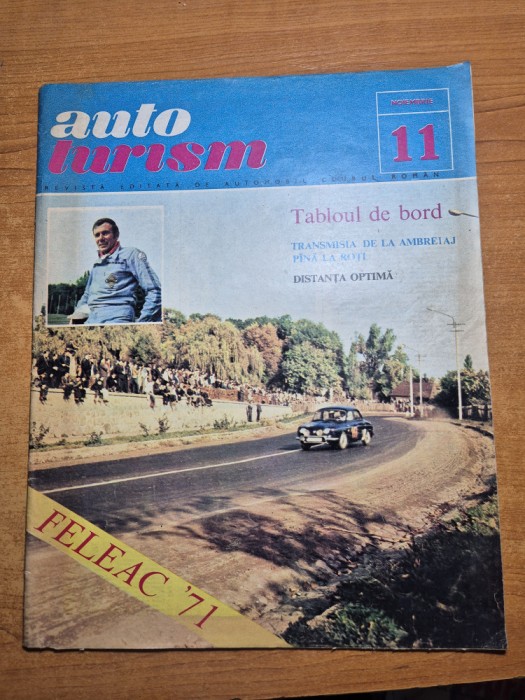 auto
turism
NOIEMBRIE
11
REVISTĂ EDITATĂ DE AUTOMOBIL CLUBUL ROMÂN
Tabloul de bord
TRANSMISIA DE LA AMBREIAJ
PÎNĂ LA ROȚI
DISTANȚA OPTIMĂ
FELEAC '71